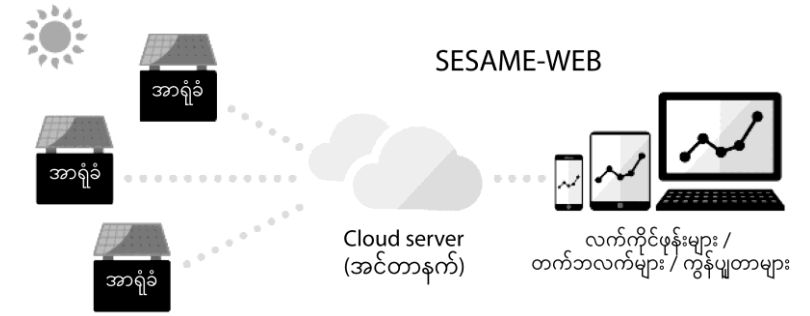 အာရုံခံ
SESAME-WEB
အာရုံခံ
အာရုံခံ
Cloud server
(အင်တာနက်)
လက်ကိုင်ဖုန်းများ /
တက်ဘလက်များ / ကွန်ပျူတာများ